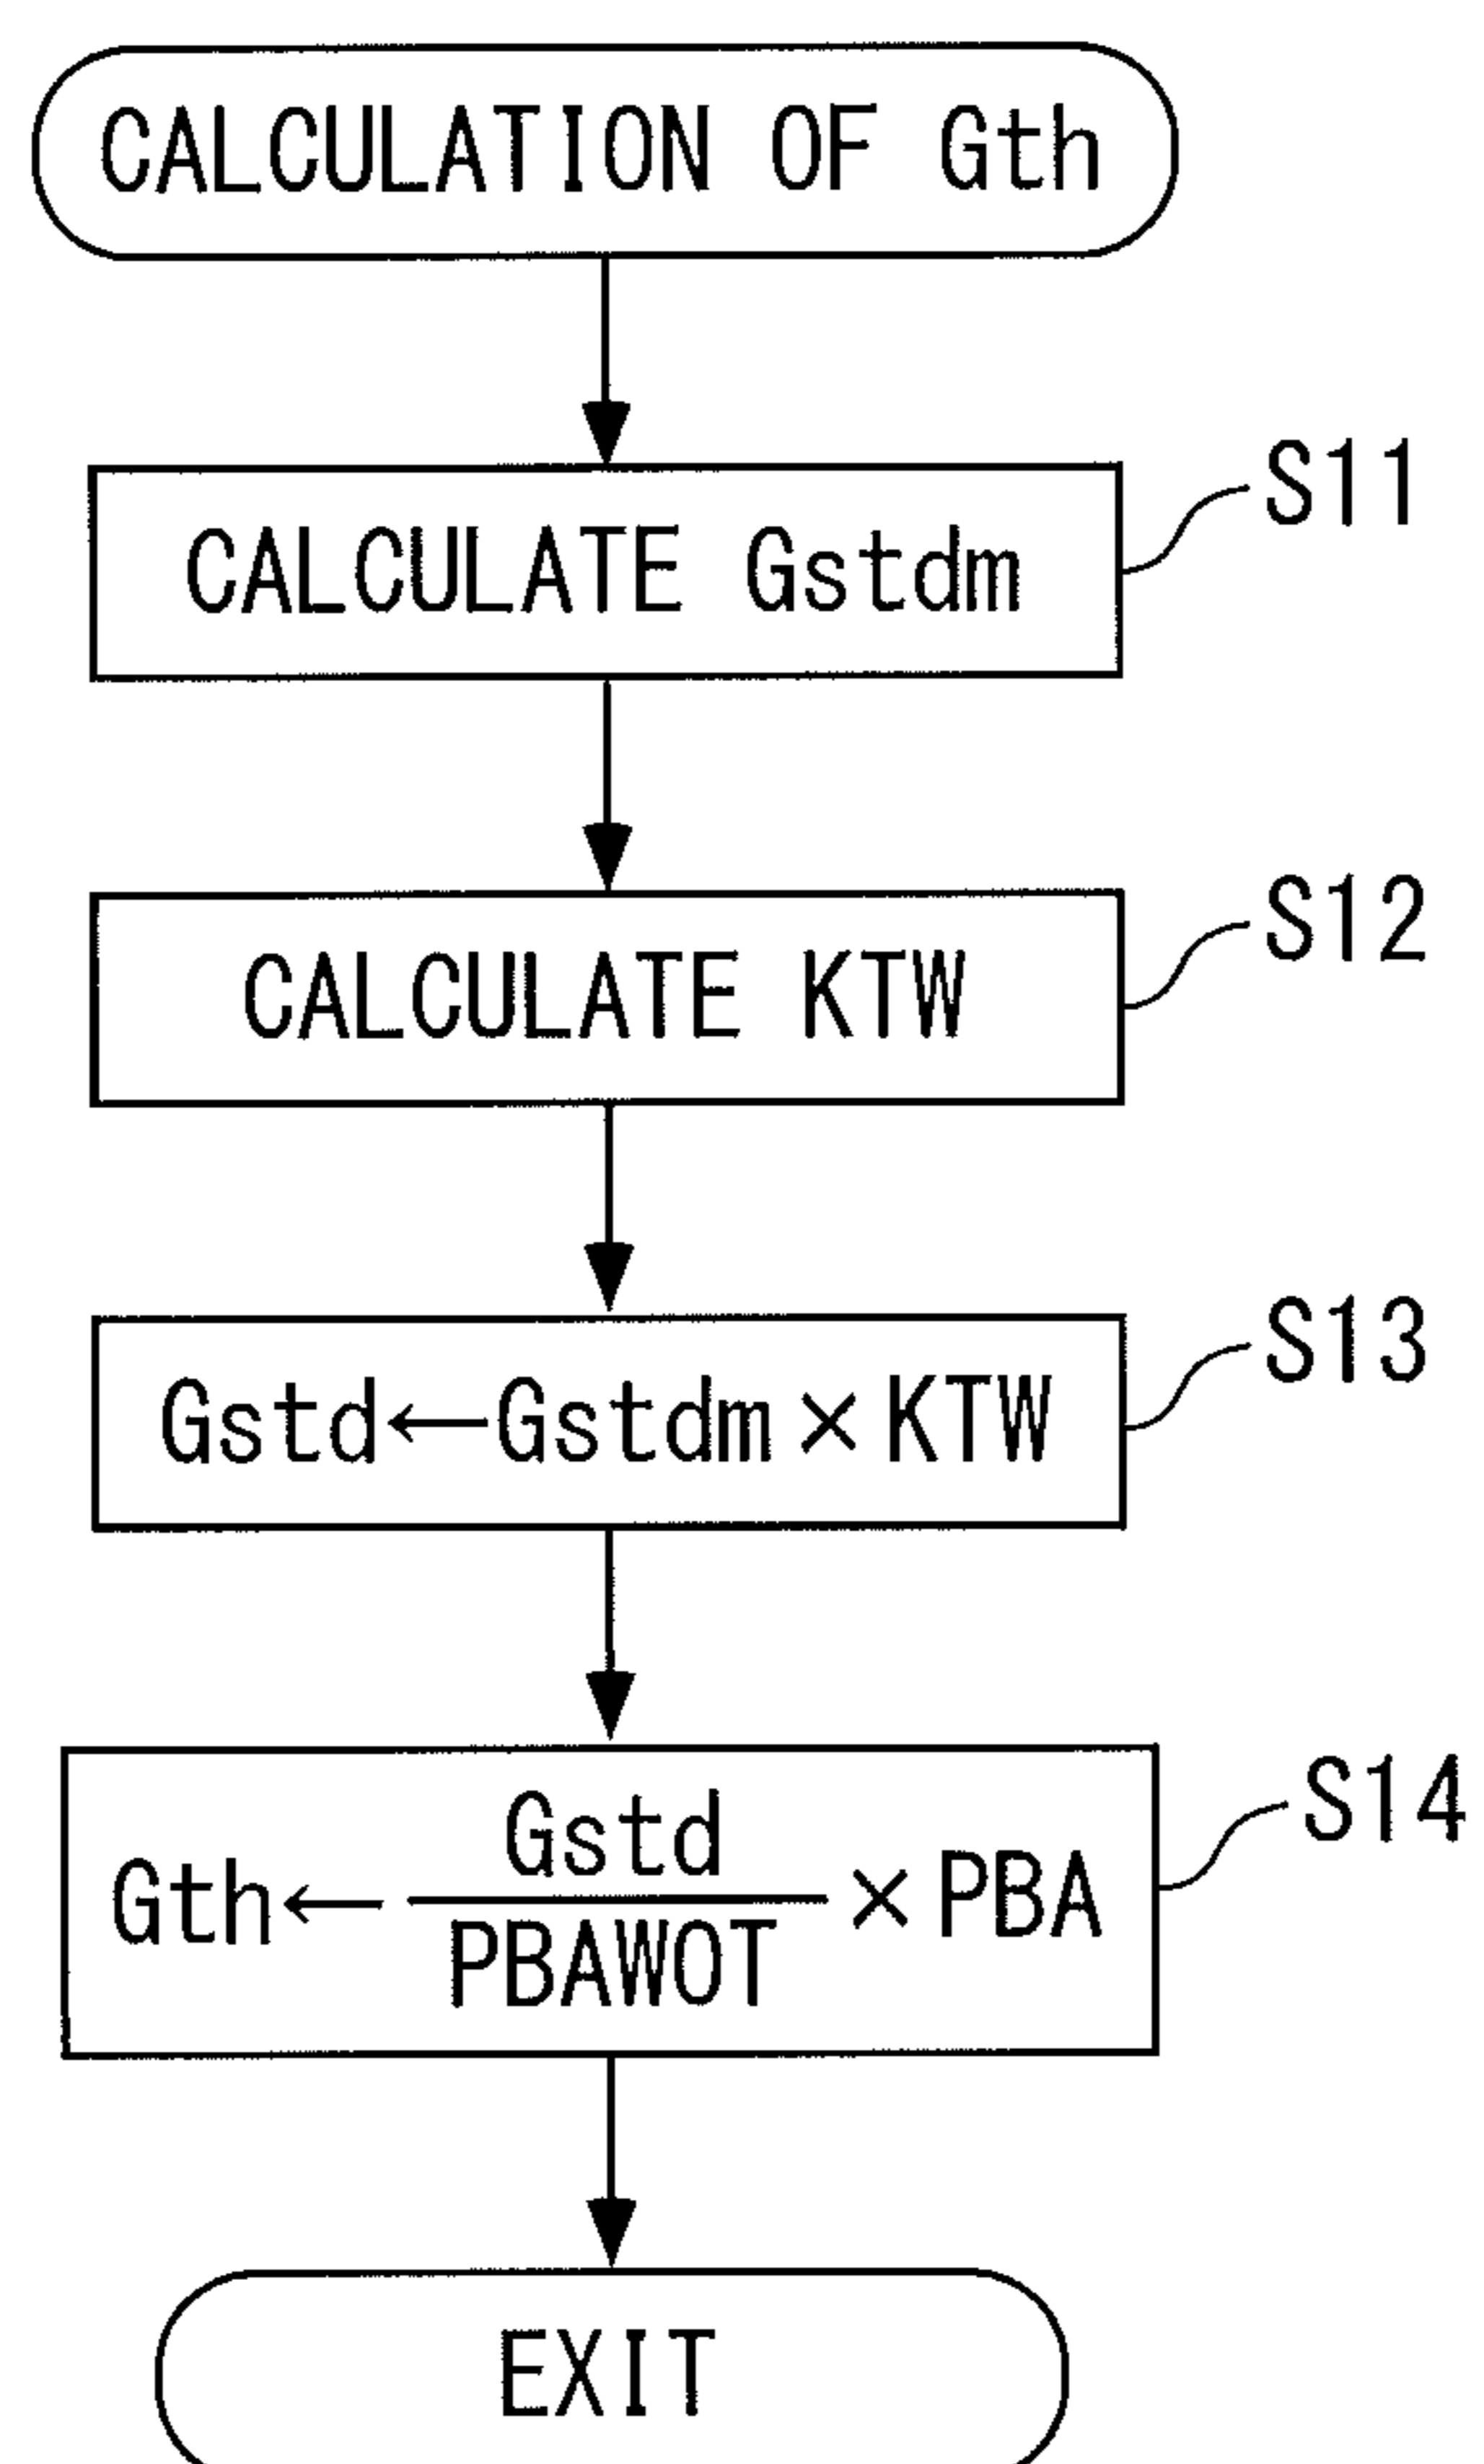 CALCULATION OF Gth
S11
CALCULATE Gstdm
S12
CALCULATE KTW
S13
Gstd←Gstdm×KTW
S14
Gstd
Gth← ×PBA
PBAWOT
EXIT